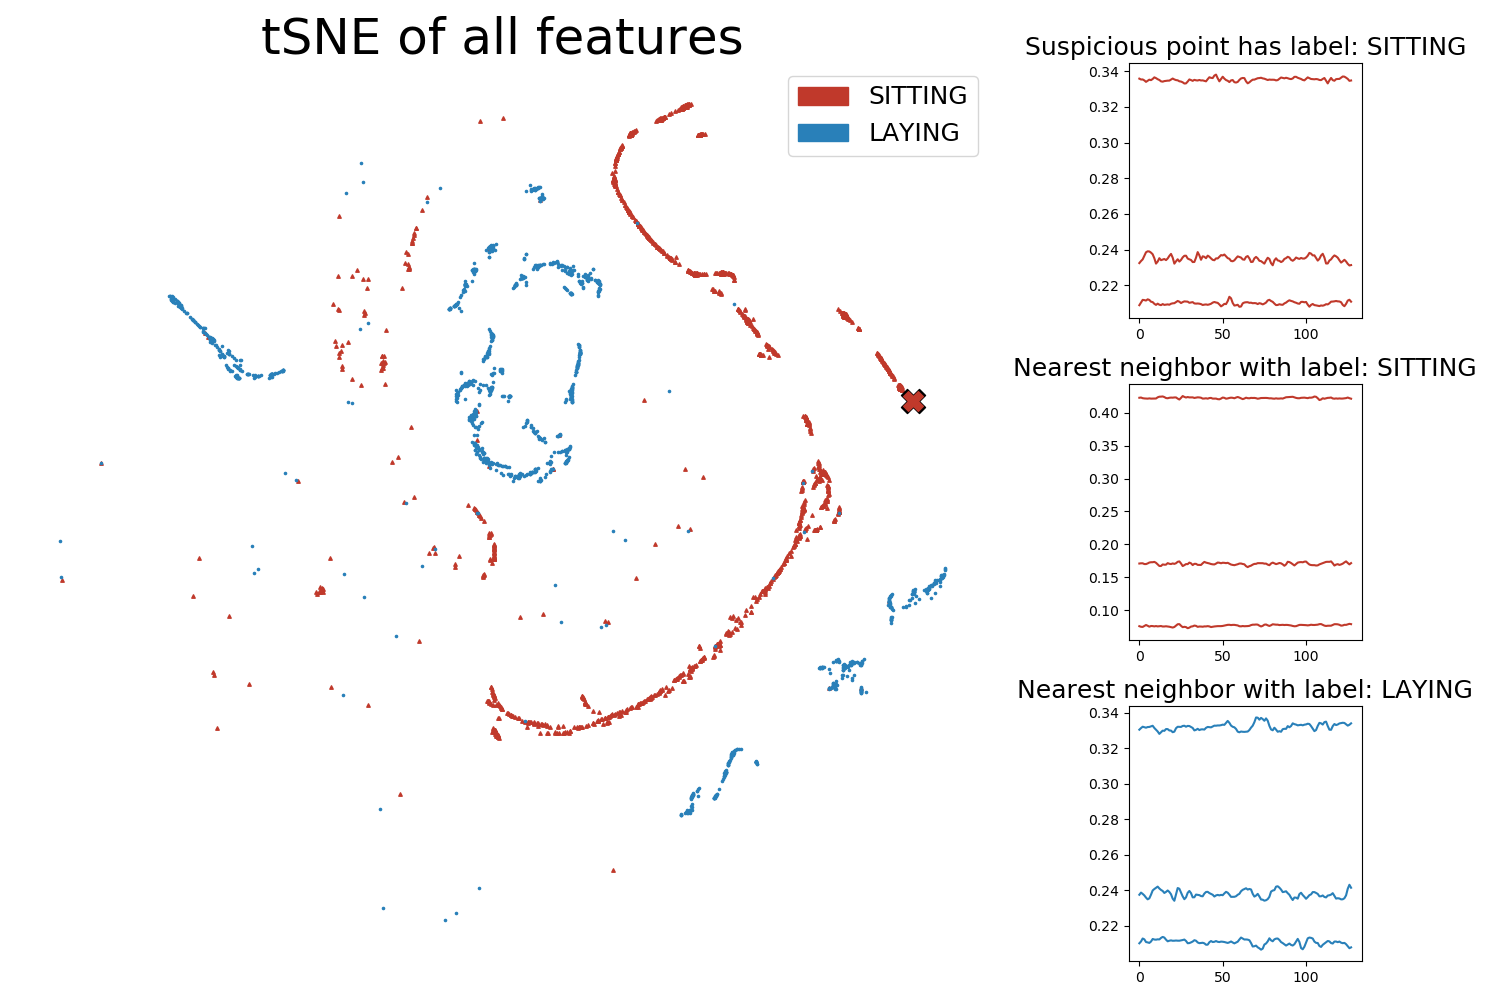 tSNE of all features
SITTING
LAYING
Suspicious point has label: SITTING
0.34
0.32
0.30
0.28
0.26
0.24
0.22
0 50 100
Nearest neighbor with label: SITTING
0.40
0.35
0.30
0.25
0.20
0.15
0.10
0 50 100
Nearest neighbor with label: LAYING
0.34
0.32
0.30
0.28
0.26
0.24
0.22
0 50 100